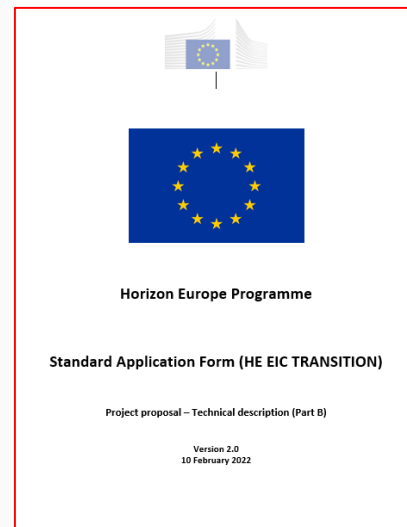 Horizon Europe Programme
Standard Application Form (HE EIC TRANSITION)
Project proposal – Technical description (Part B)
Version 2.0
10 February 2022